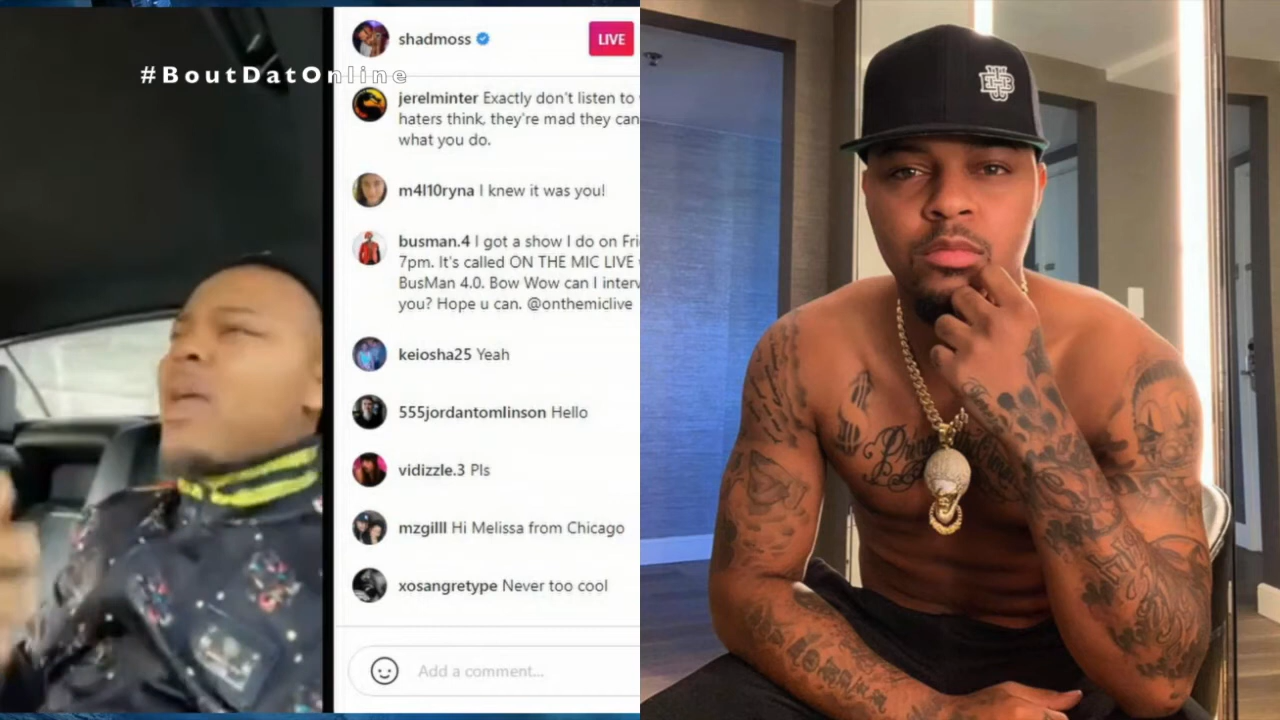 #BoutDatOnline
shadmoss
LIVE
jerelminter Exactly don't listen to
haters think, they're mad they can
what you do.
m4l10ryna I knew it was you!
busman.4 I got a show I do on Fri
7pm. It's called ON THE MIC LIVE
BusMan 4.0. Bow Wow can I interv
you? Hope u can. @onthemiclive
keiosha25 Yeah
555jordantomlinson Hello
vidizzle.3 Pls
mzgilll Hi Melissa from Chicago
xosangretype Never too cool
Add a comment...